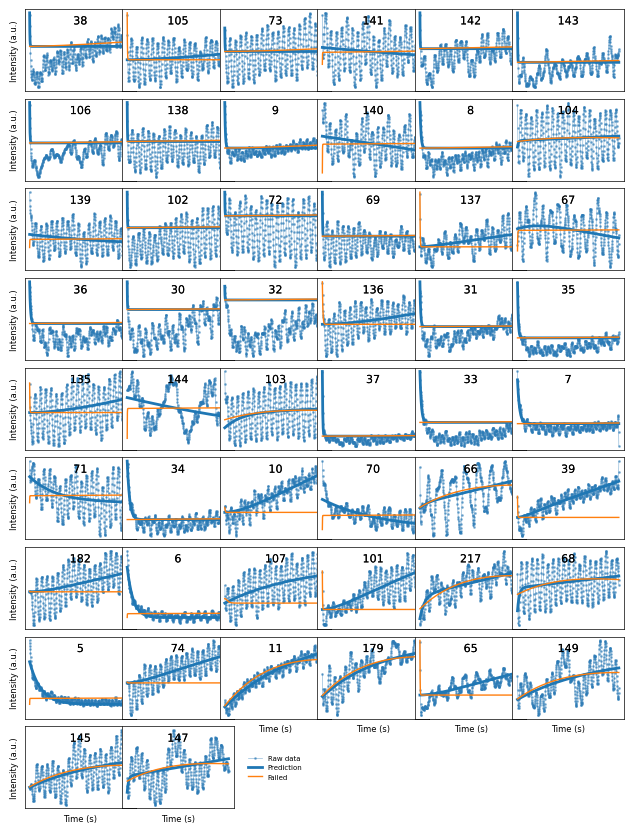 Intensity (a.u.) 38 105 73 141 142 143
Intensity (a.u.) 106 138 9 140 8 104
Intensity (a.u.) 139 102 72 69 137 67
Intensity (a.u.) 36 30 32 136 31 35
Intensity (a.u.) 135 144 103 37 33 7
Intensity (a.u.) 71 34 10 70 66 39
Intensity (a.u.) 182 6 107 101 217 68
Intensity (a.u.) 5 74 11 179 65 149
Time (s) Time (s) Time (s) Time (s)
Intensity (a.u.) 145 147
Raw data
Prediction
Failed
Time (s) Time (s)